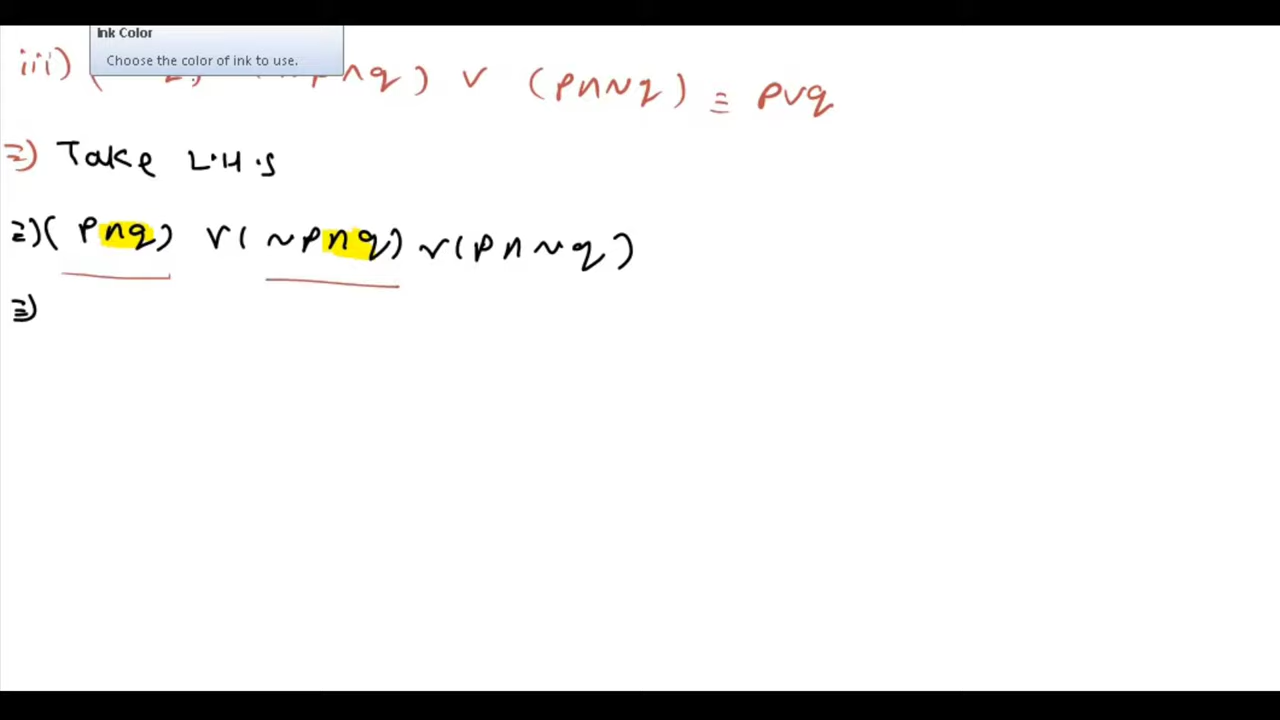 Ink Color
Choose the color of ink to use.
iii) ( ∧ q ) ∨ ( p ∧ ~ q ) ≡ p ∨ q
⇒) Take L.H.S
⇒) ( p ∧ q ) ∨ ( ~ p ∧ q ) ∨ ( p ∧ ~ q )
≡)